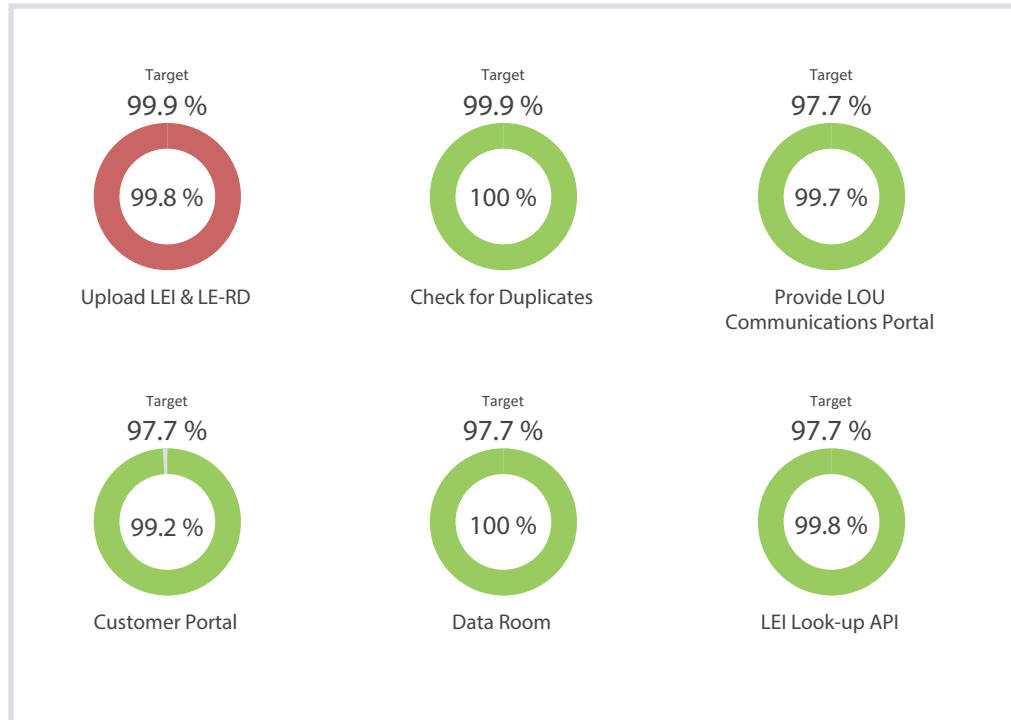 Target
99.9 %
99.8 %
Upload LEI & LE-RD
Target
99.9 %
100 %
Check for Duplicates
Target
97.7 %
99.7 %
Provide LOU
Communications Portal
Target
97.7 %
99.2 %
Customer Portal
Target
97.7 %
100 %
Data Room
Target
97.7 %
99.8 %
LEI Look-up API